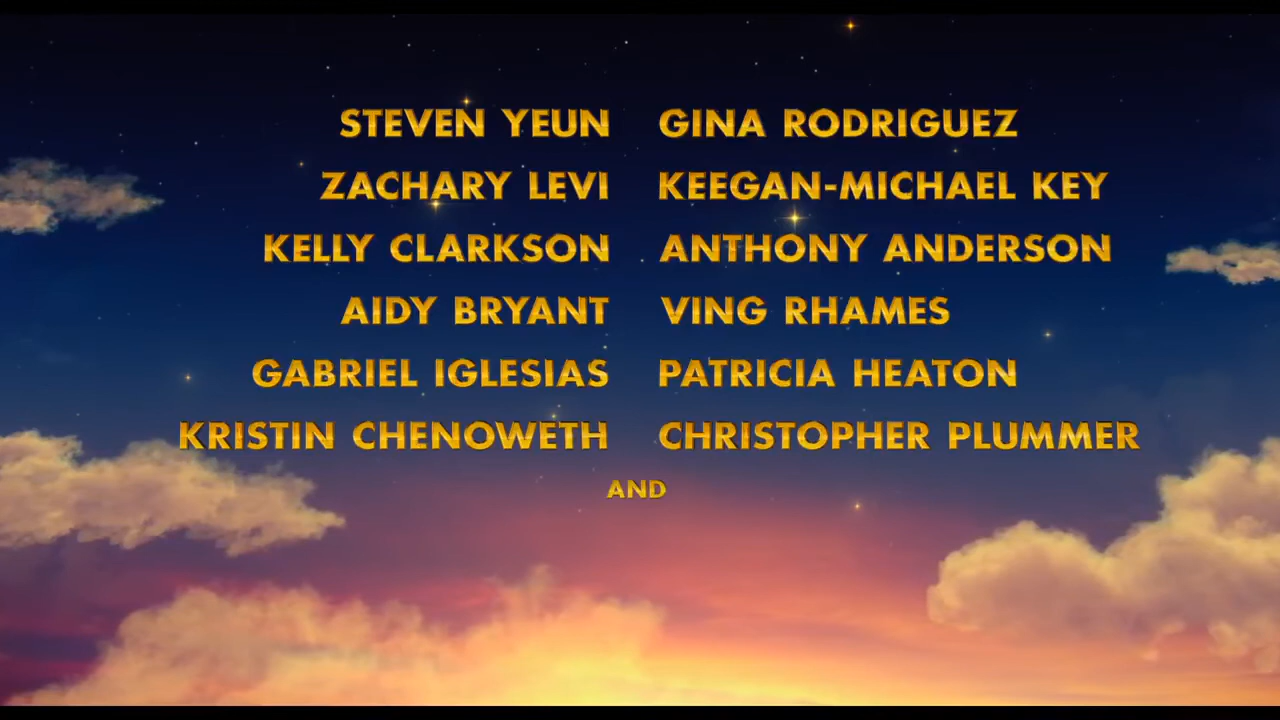 STEVEN YEUN GINA RODRIGUEZ
ZACHARY LEVI KEEGAN-MICHAEL KEY
KELLY CLARKSON ANTHONY ANDERSON
AIDY BRYANT VING RHAMES
GABRIEL IGLESIAS PATRICIA HEATON
KRISTIN CHENOWETH CHRISTOPHER PLUMMER
AND